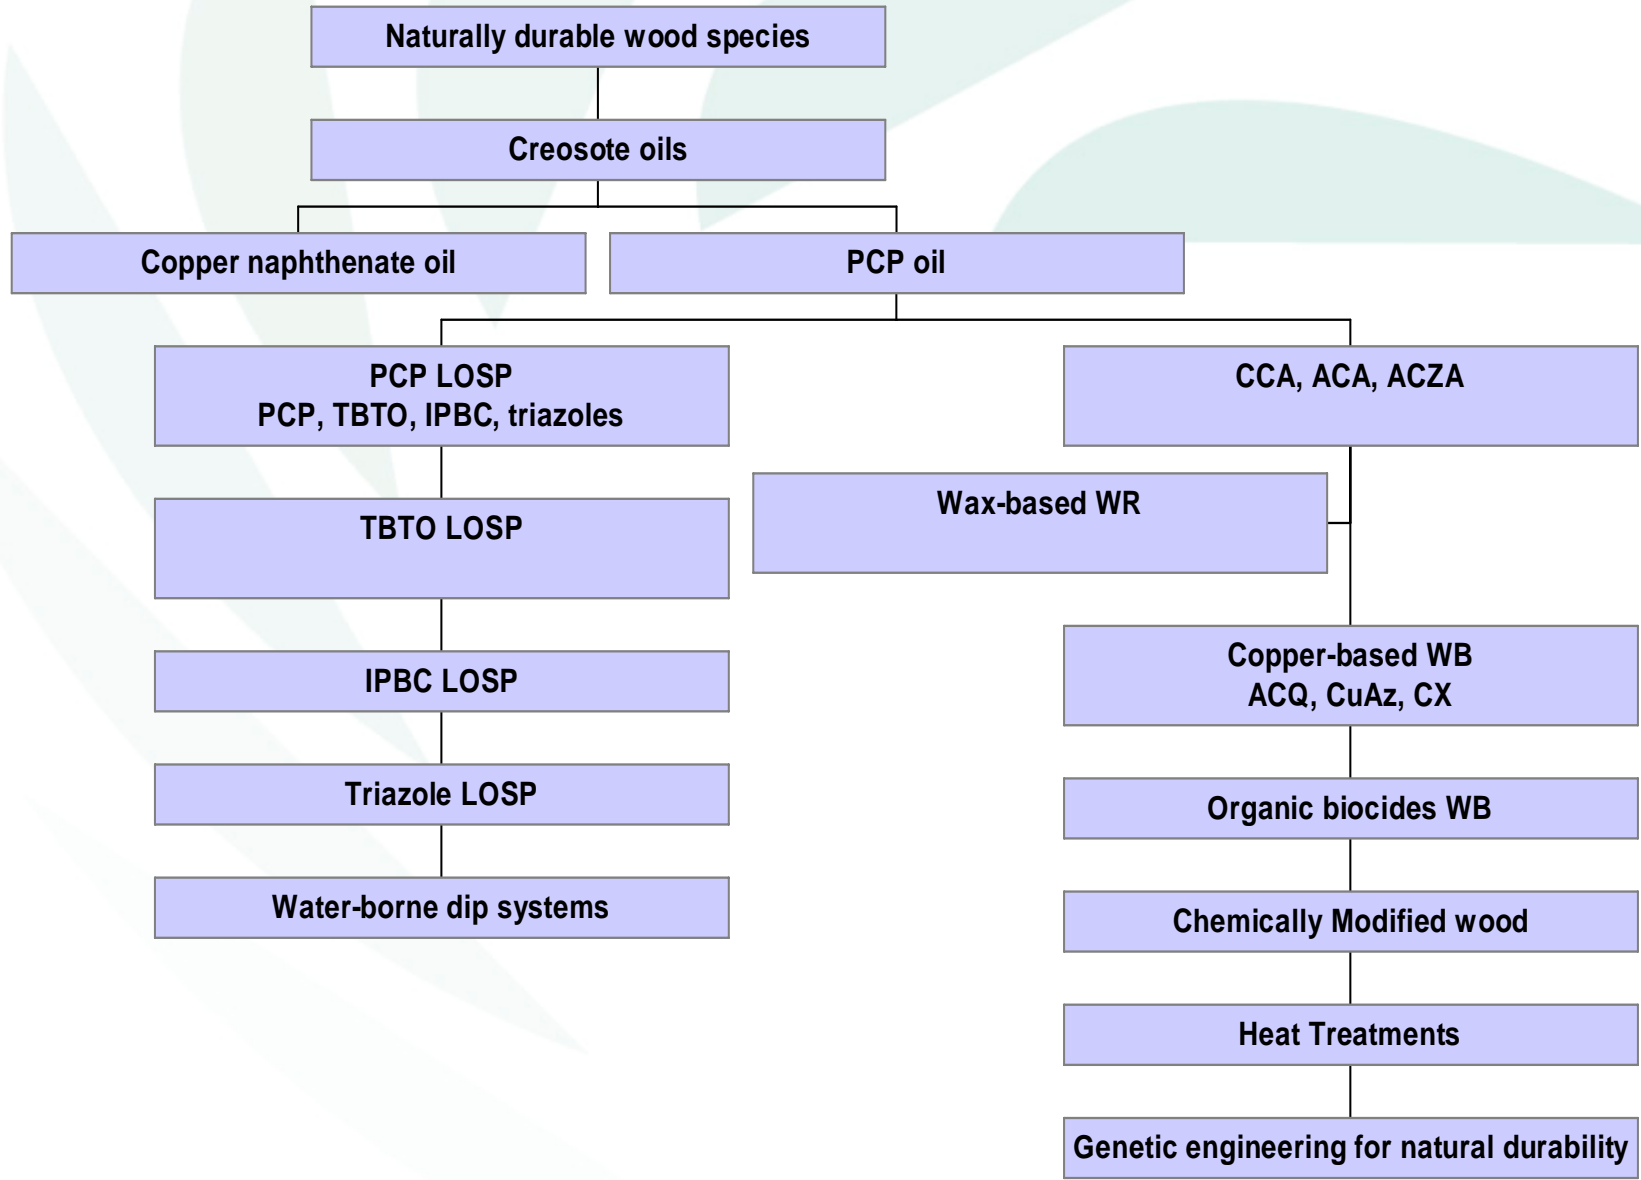 Naturally durable wood species
Creosote oils
Copper naphthenate oil
PCP oil
PCP LOSP
PCP, TBTO, IPBC, triazoles
CCA, ACA, ACZA
Wax-based WR
TBTO LOSP
IPBC LOSP
Copper-based WB
ACQ, CuAz, CX
Triazole LOSP
Organic biocides WB
Water-borne dip systems
Chemically Modified wood
Heat Treatments
Genetic engineering for natural durability